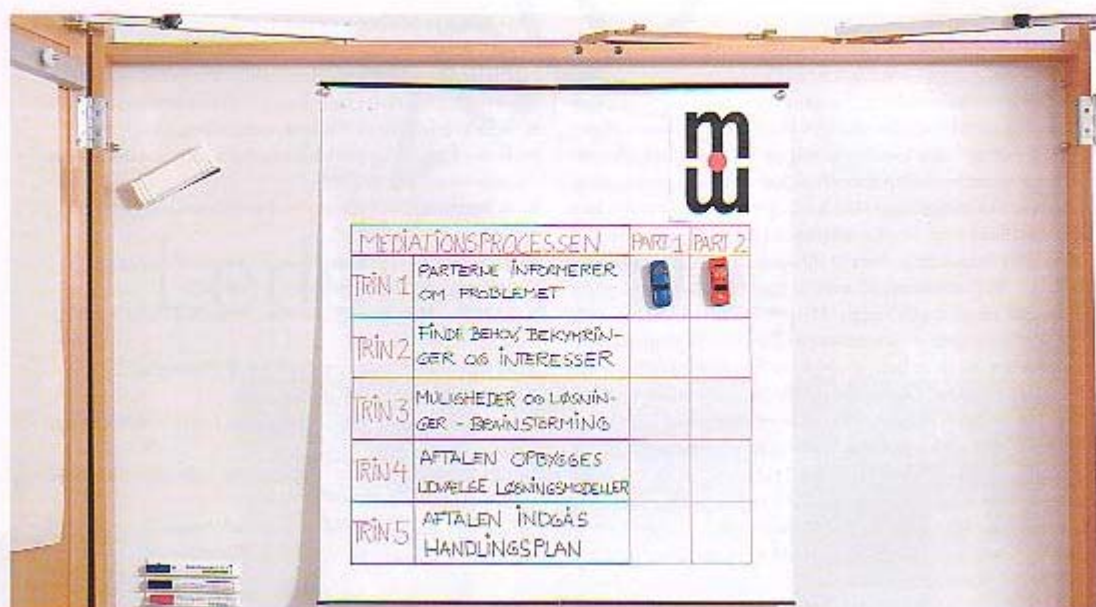 MEDIATIONSPROCESSEN PART 1 PART 2
TRIN 1 PARTERNE INFORMERER
OM PROBLEMET
TRIN 2 FINDE BEHOV, BEKYMRIN-
GER OG INTERESSER
TRIN 3 MULIGHEDER OG LØSNIN-
GER - BRAINSTORMING
TRIN 4 AFTALEN OPBYGGES
UDVÆLGE LØSNINGSMODELLER
TRIN 5 AFTALEN INDGÅS
HANDLINGSPLAN